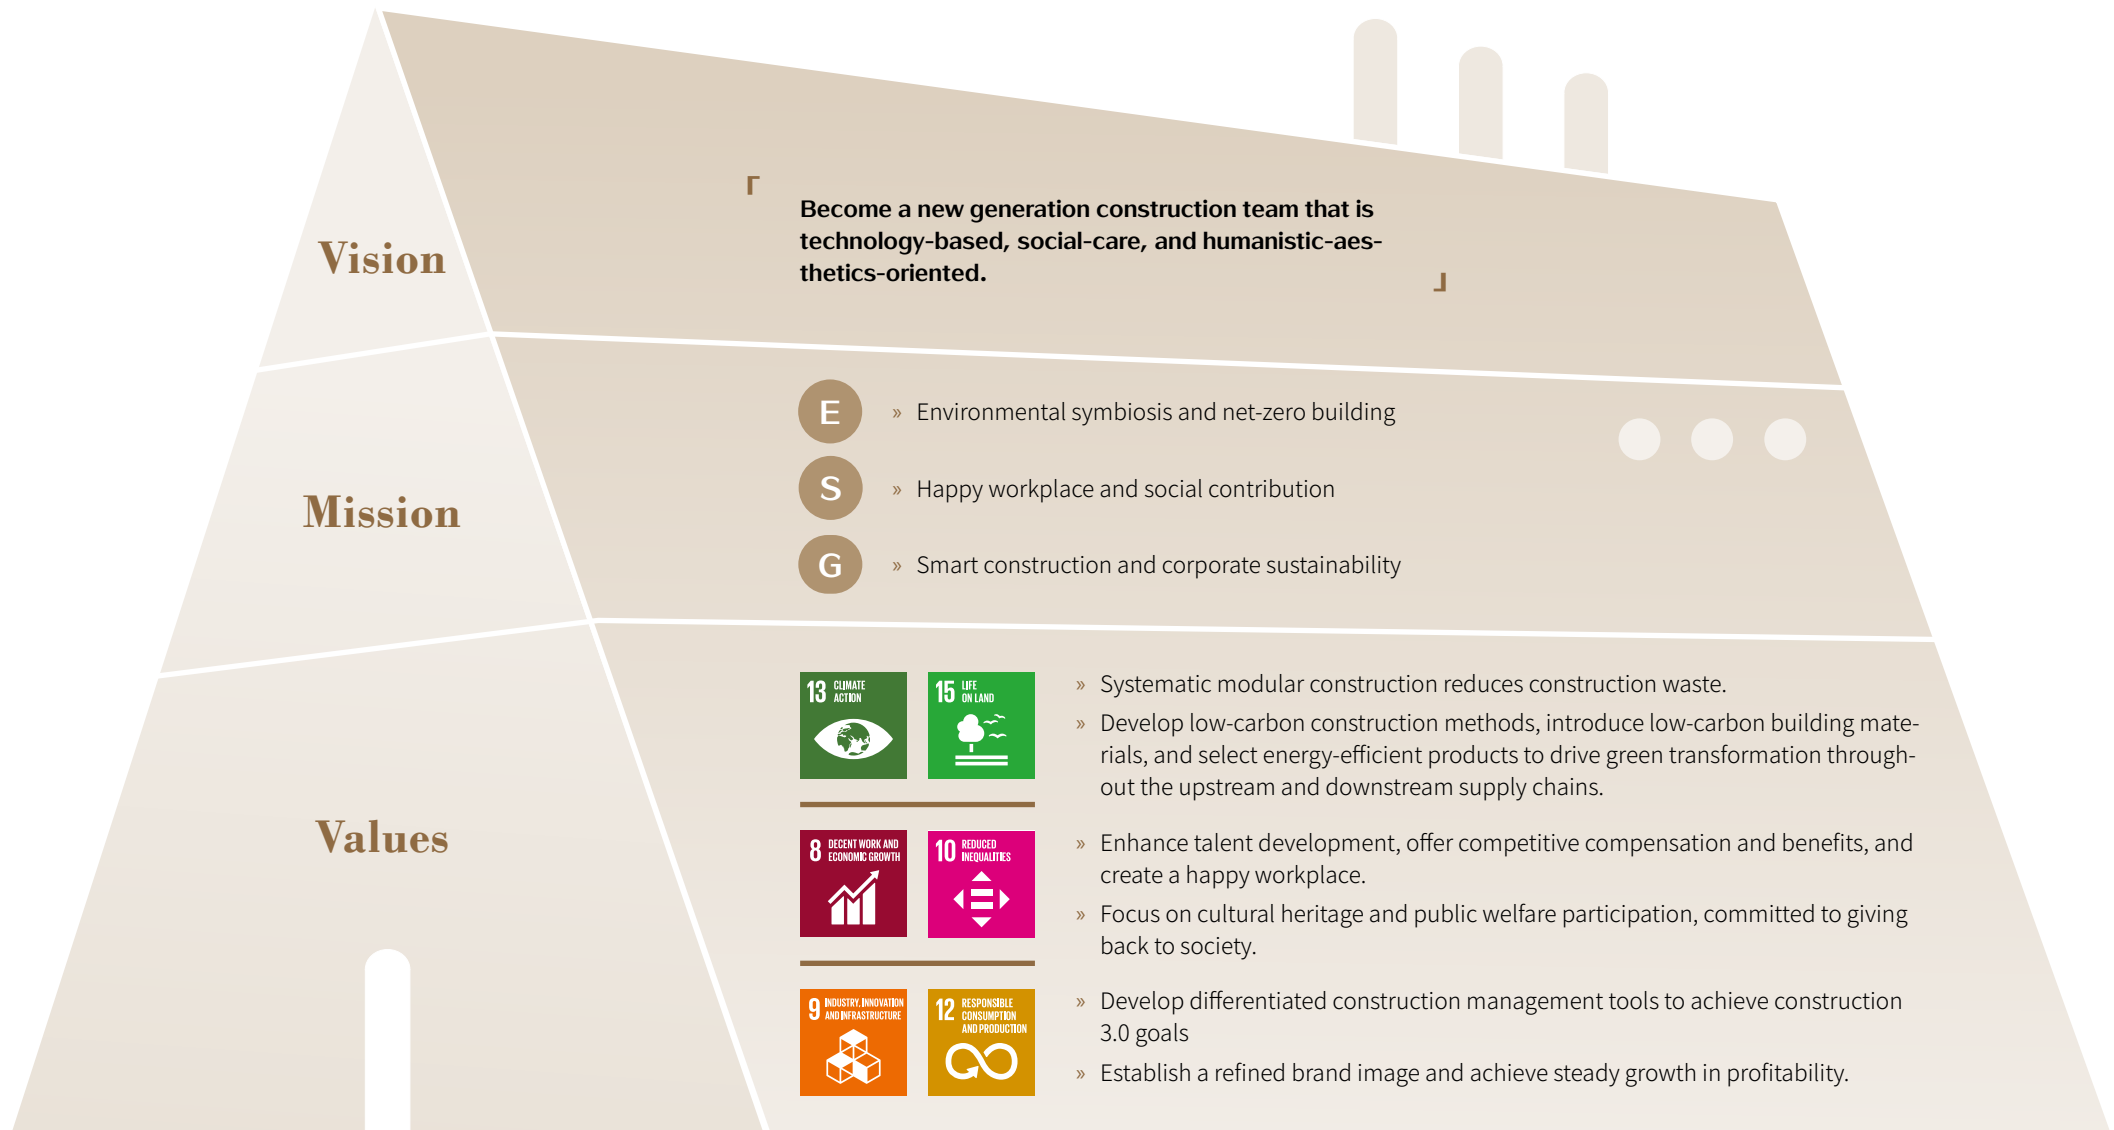 Vision
「
Become a new generation construction team that is
technology-based, social-care, and humanistic-aes-
thetics-oriented.
」
Mission
E
» Environmental symbiosis and net-zero building
S
» Happy workplace and social contribution
G
» Smart construction and corporate sustainability
Values
13 CLIMATE
ACTION
15 LIFE
ON LAND
» Systematic modular construction reduces construction waste.
» Develop low-carbon construction methods, introduce low-carbon building mate-
rials, and select energy-efficient products to drive green transformation through-
out the upstream and downstream supply chains.
8 DECENT WORK AND
ECONOMIC GROWTH
10 REDUCED
INEQUALITIES
» Enhance talent development, offer competitive compensation and benefits, and
create a happy workplace.
» Focus on cultural heritage and public welfare participation, committed to giving
back to society.
9 INDUSTRY, INNOVATION
AND INFRASTRUCTURE
12 RESPONSIBLE
CONSUMPTION
AND PRODUCTION
» Develop differentiated construction management tools to achieve construction
3.0 goals
» Establish a refined brand image and achieve steady growth in profitability.